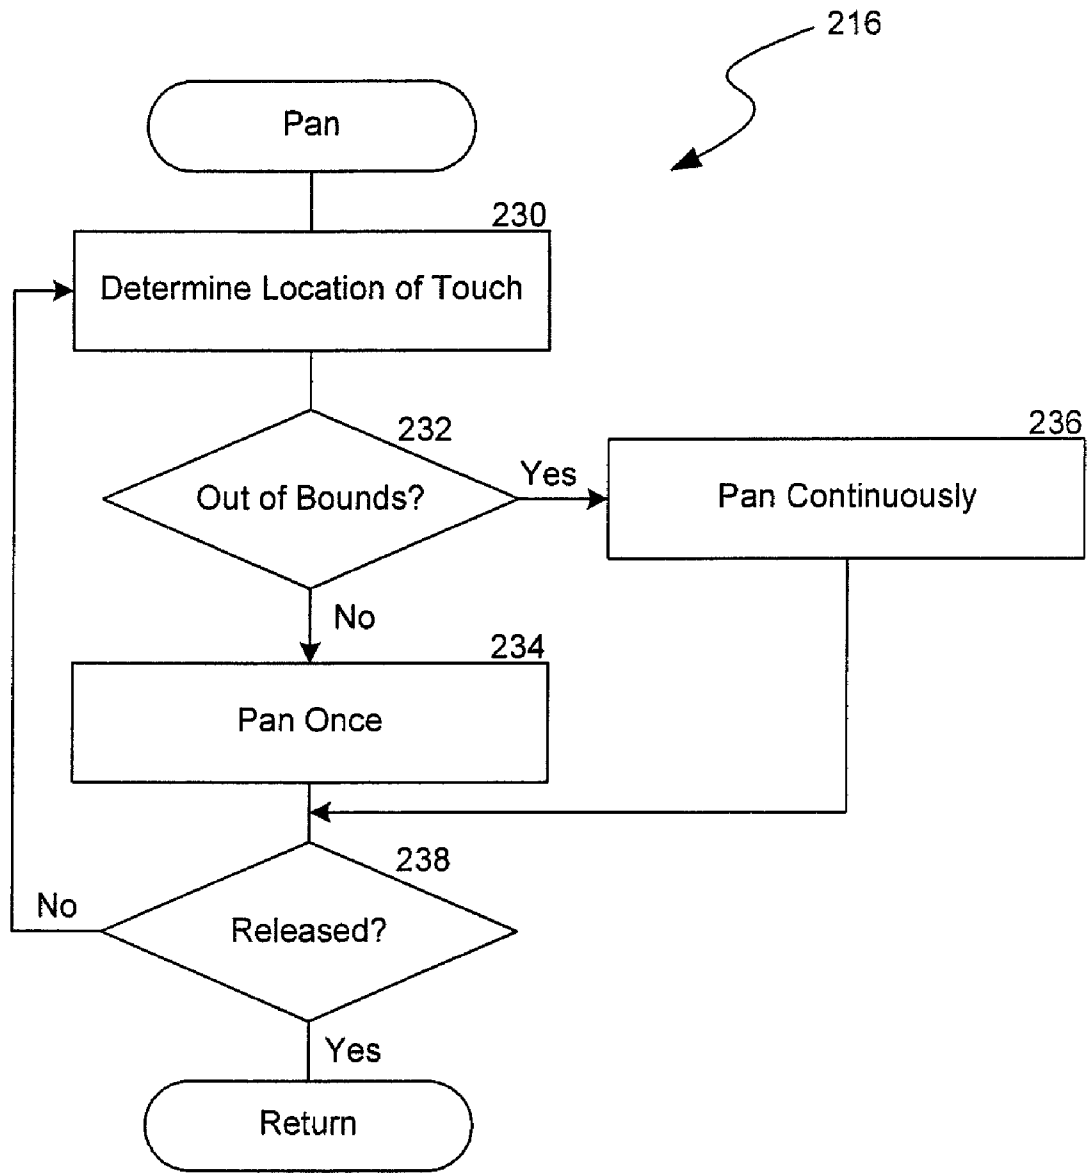 216
Pan
230
Determine Location of Touch
232
Out of Bounds?
Yes
236
Pan Continuously
No
234
Pan Once
238
No
Released?
Yes
Return